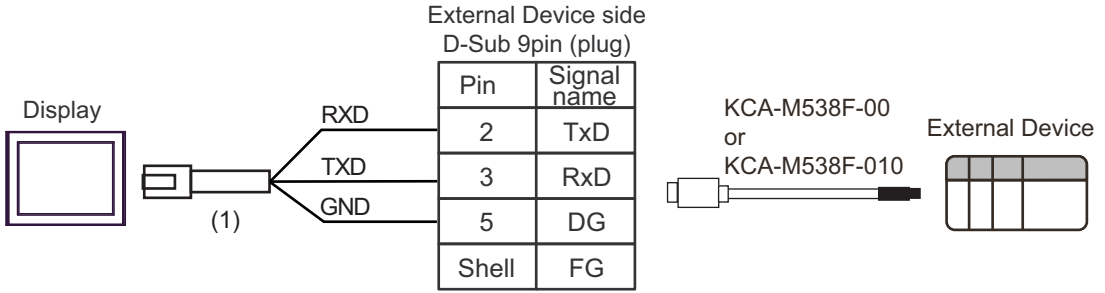 External Device side
D-Sub 9pin (plug)
Pin
Signal
name
Display
RXD
2
TxD
KCA-M538F-00
or
KCA-M538F-010
External Device
TXD
3
RxD
(1)
GND
5
DG
Shell
FG